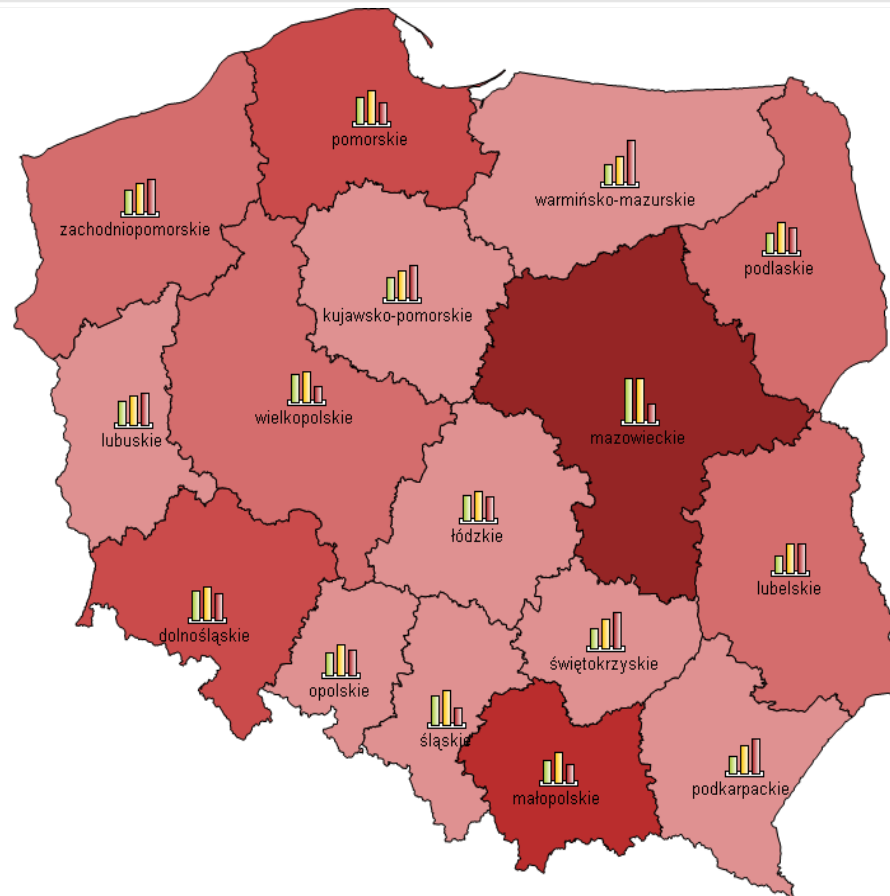 pomorskie
warmińsko-mazurskie
zachodniopomorskie
podlaskie
kujawsko-pomorskie
wielkopolskie
lubuskie
mazowieckie
łódzkie
lubelskie
dolnośląskie
świętokrzyskie
opolskie
śląskie
podkarpackie
małopolskie